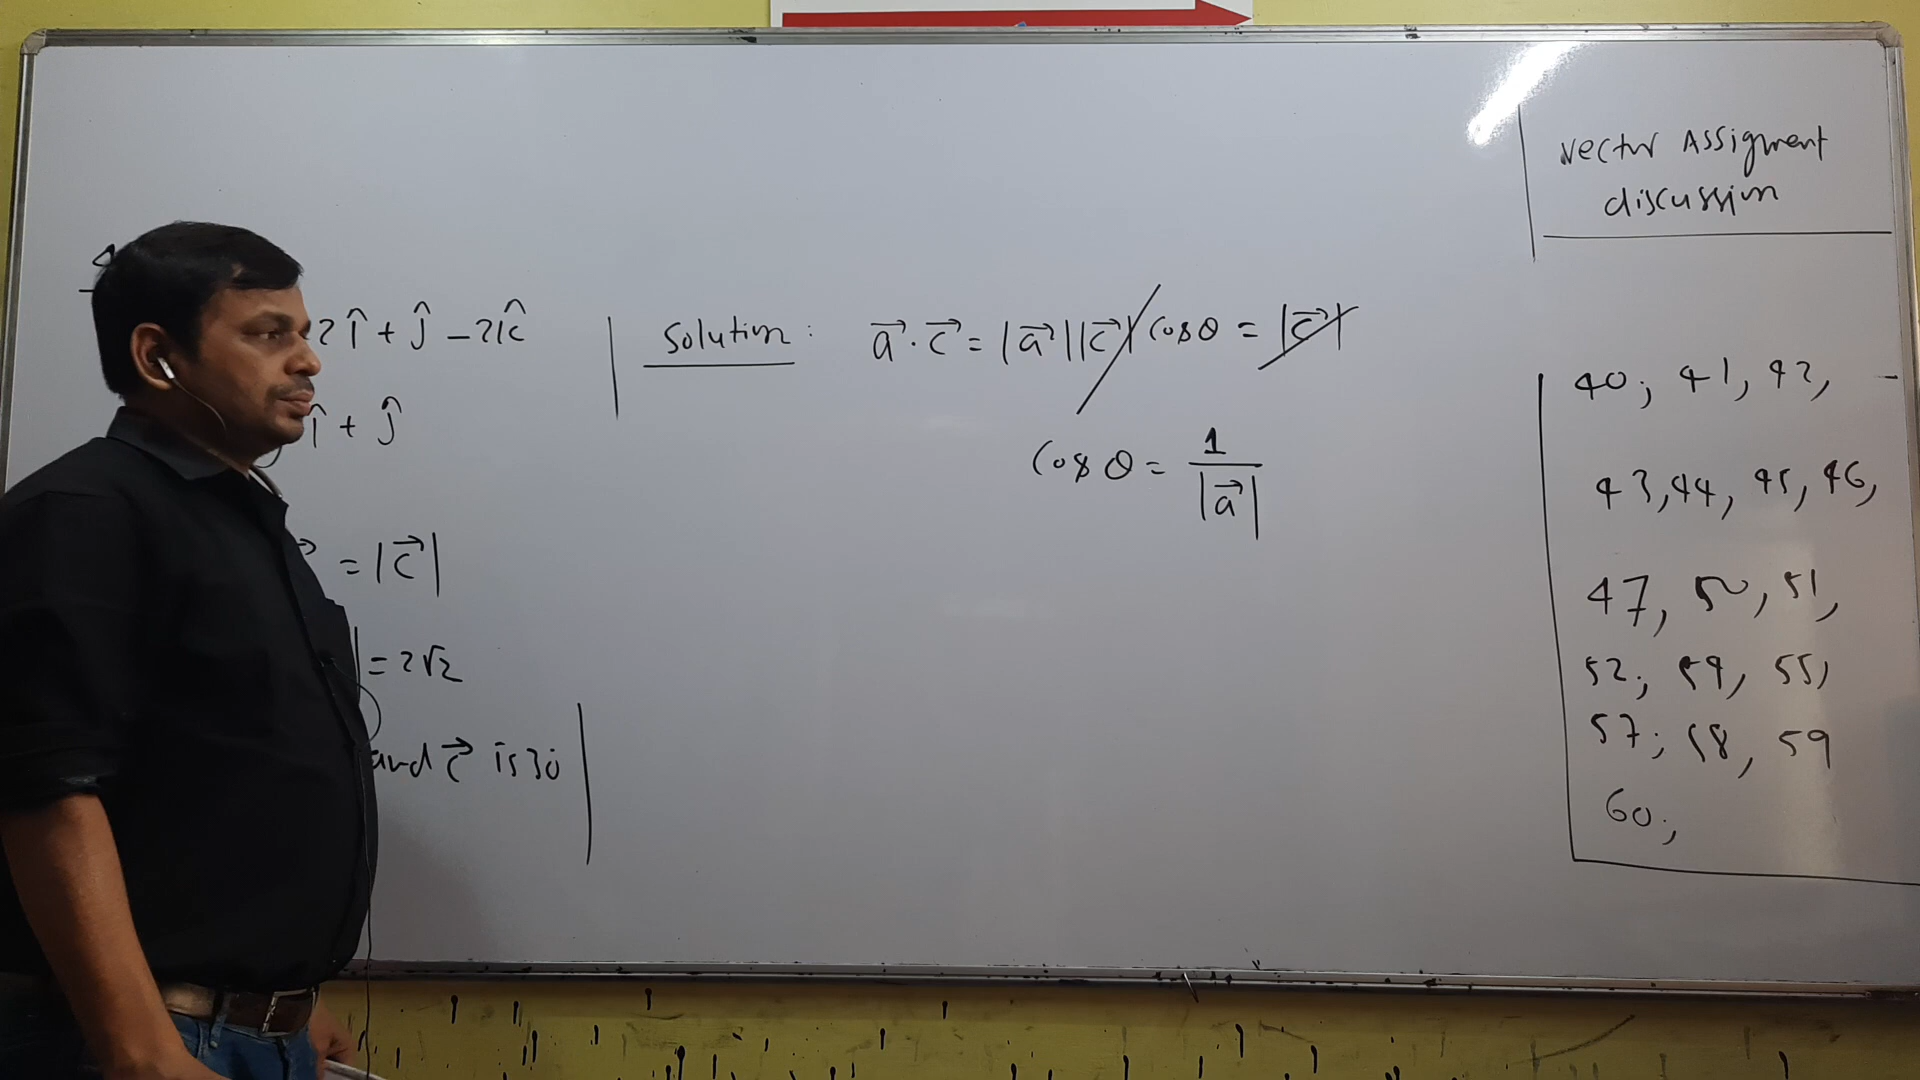 Vector Assigment
discussion
2î + ĵ - 2k̂
î + ĵ
= |c⃗|
| = 2√2
and c⃗ is 30
Solution : a⃗ · c⃗ = |a⃗||c⃗| cos θ = |c⃗|
cos θ = 1/|a⃗|
40, 41, 42,
43, 44, 45, 46,
47, 50, 51,
52, 54, 55,
57, 58, 59
60,